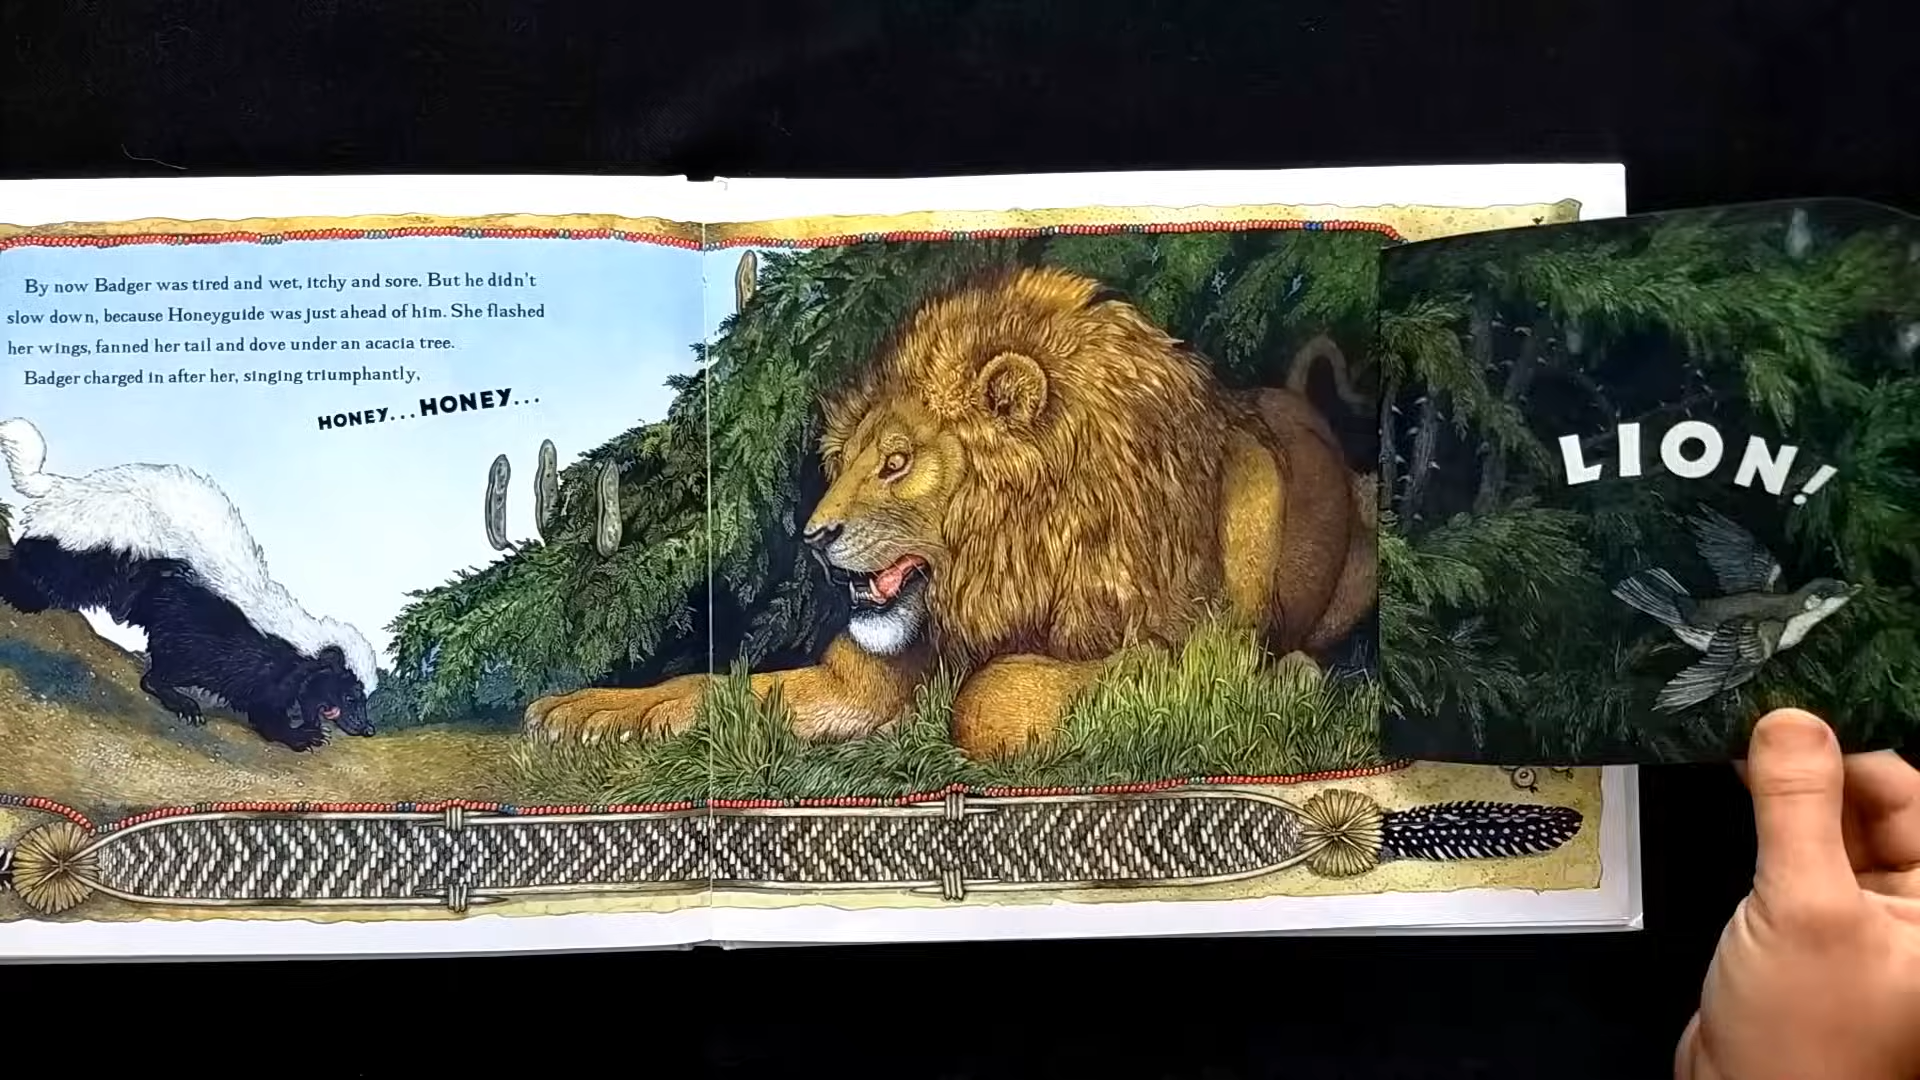 By now Badger was tired and wet, itchy and sore. But he didn't
slow down, because Honeyguide was just ahead of him. She flashed
her wings, fanned her tail and dove under an acacia tree.
Badger charged in after her, singing triumphantly,
HONEY... HONEY...
LION!